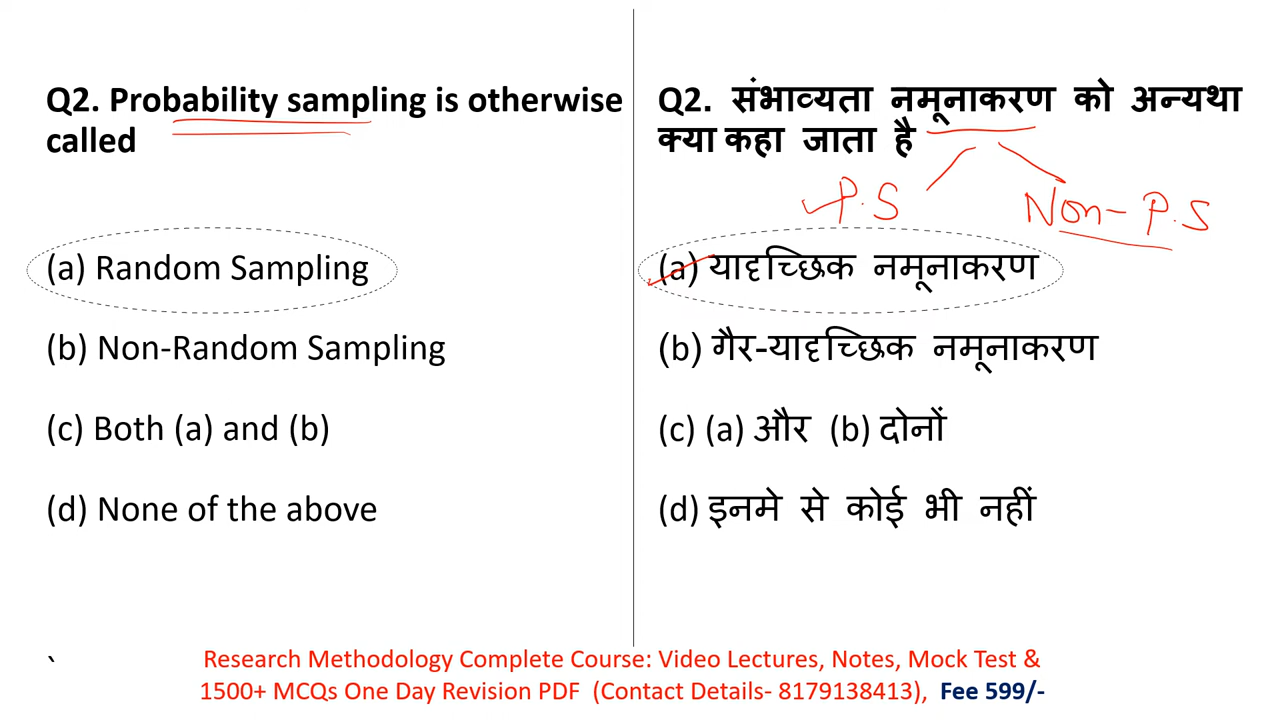 Q2. Probability sampling is otherwise
called
(a) Random Sampling
(b) Non-Random Sampling
(c) Both (a) and (b)
(d) None of the above
Q2. संभाव्यता नमूनाकरण को अन्यथा
क्या कहा जाता है
P.S
Non-P.S
(a) यादृच्छिक नमूनाकरण
(b) गैर-यादृच्छिक नमूनाकरण
(c) (a) और (b) दोनों
(d) इनमे से कोई भी नहीं
Research Methodology Complete Course: Video Lectures, Notes, Mock Test &
1500+ MCQs One Day Revision PDF (Contact Details- 8179138413), Fee 599/-